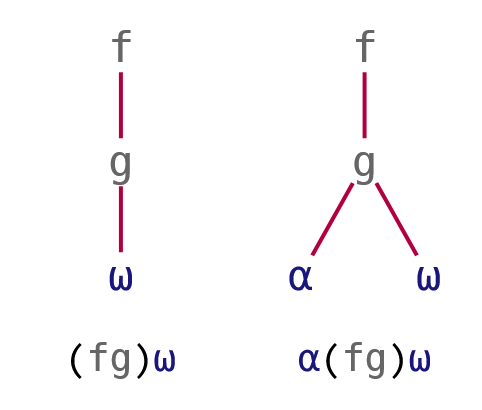 f f
g g
ω α ω
(fg)ω α(fg)ω